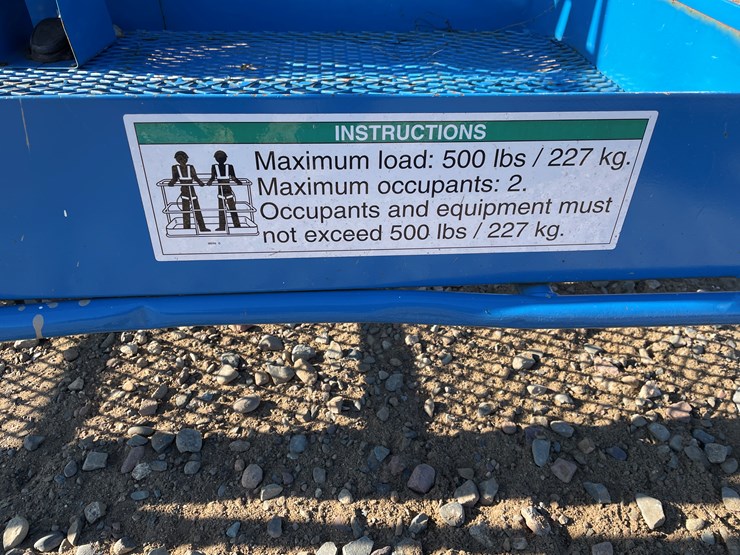 INSTRUCTIONS
Maximum load: 500 lbs / 227 kg.
Maximum occupants: 2.
Occupants and equipment must
not exceed 500 lbs / 227 kg.